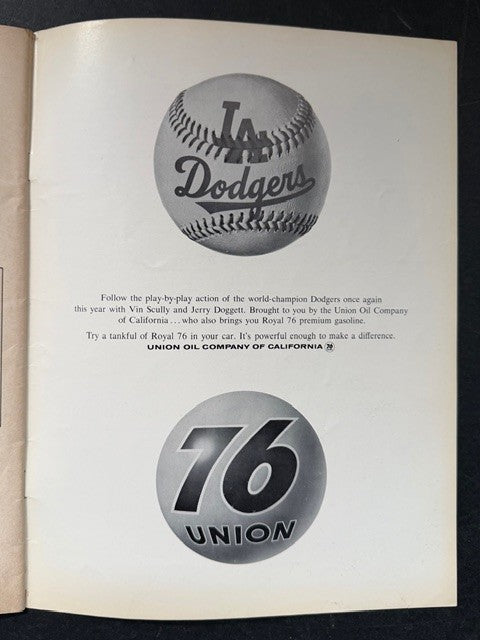 LA
Dodgers
Follow the play-by-play action of the world-champion Dodgers once again
this year with Vin Scully and Jerry Doggett. Brought to you by the Union Oil Company
of California ... who also brings you Royal 76 premium gasoline.
Try a tankful of Royal 76 in your car. It's powerful enough to make a difference.
UNION OIL COMPANY OF CALIFORNIA 76
76
UNION